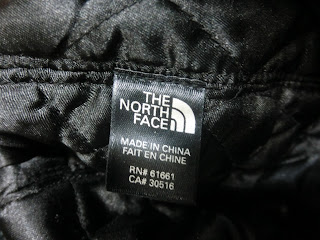 THE
NORTH
FACE
MADE IN CHINA
FAIT EN CHINE
RN# 61661
CA# 30516